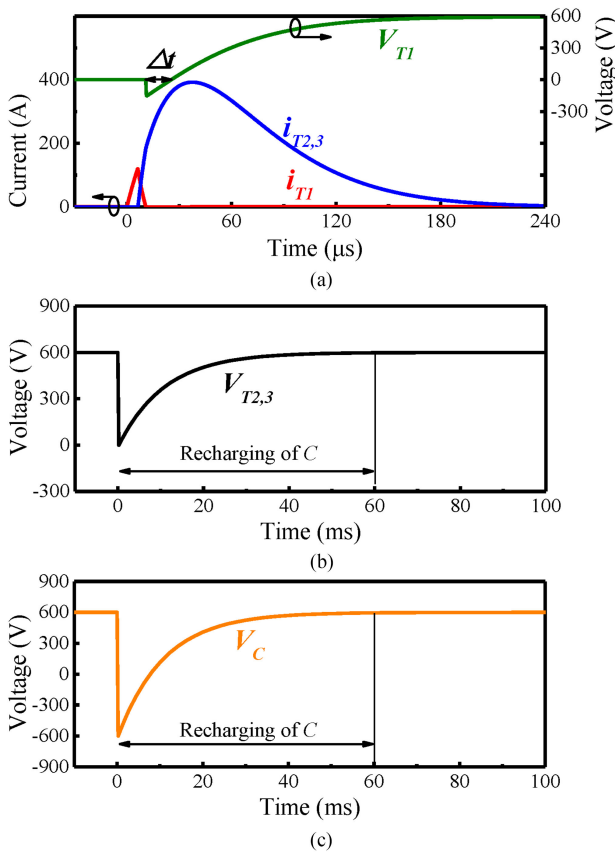 600
300
0
-300
Voltage (V)
V_T1
Δt
400
200
0
Current (A)
i_T2,3
i_T1
0 60 120 180 240
Time (μs)
(a)
900
600
300
0
-300
Voltage (V)
V_T2,3
Recharging of C
0 20 40 60 80 100
Time (ms)
(b)
900
600
300
0
-300
-600
-900
Voltage (V)
V_C
Recharging of C
0 20 40 60 80 100
Time (ms)
(c)